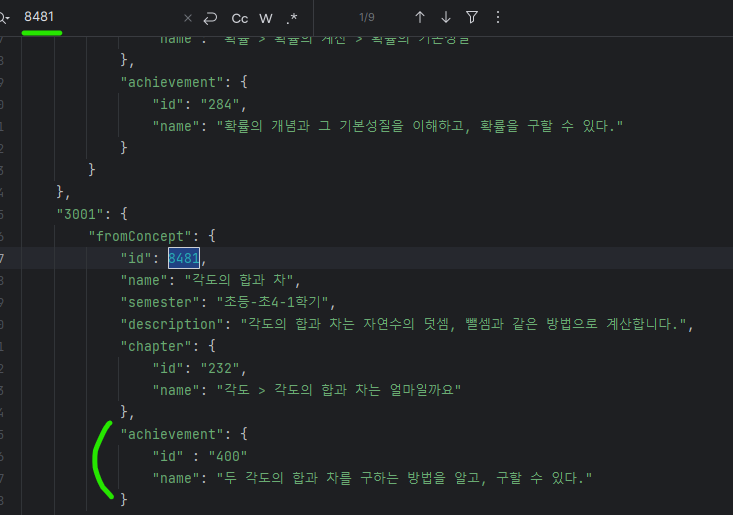 8481
Cc W .*
1/9
"name": "확률 > 확률의 계산 > 확률의 기본성질"
},
"achievement": {
"id": "284",
"name": "확률의 개념과 그 기본성질을 이해하고, 확률을 구할 수 있다."
}
}
},
"3001": {
"fromConcept": {
"id": 8481,
"name": "각도의 합과 차",
"semester": "초등-초4-1학기",
"description": "각도의 합과 차는 자연수의 덧셈, 뺄셈과 같은 방법으로 계산합니다.",
"chapter": {
"id": "232",
"name": "각도 > 각도의 합과 차는 얼마일까요"
},
"achievement": {
"id" : "400"
"name": "두 각도의 합과 차를 구하는 방법을 알고, 구할 수 있다."
}